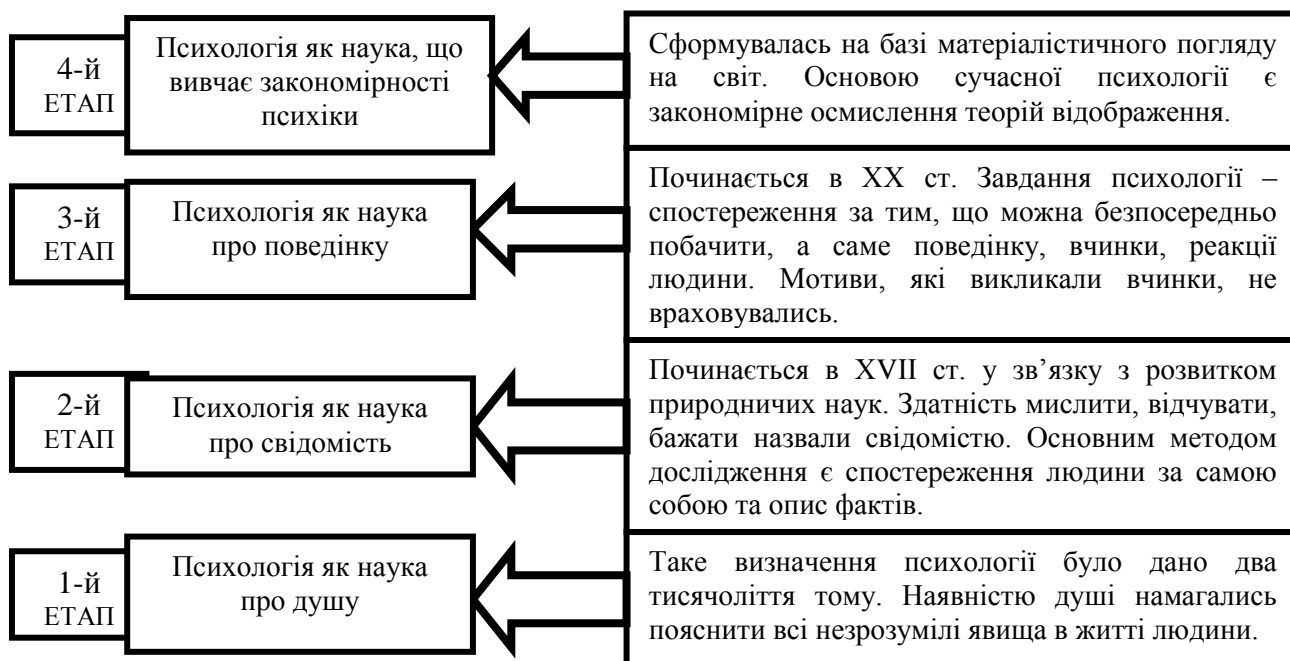 4-й
ЕТАП
Психологія як наука, що
вивчає закономірності
психіки
Сформувалась на базі матеріалістичного погляду
на світ. Основою сучасної психології є
закономірне осмислення теорій відображення.
3-й
ЕТАП
Психологія як наука
про поведінку
Починається в XX ст. Завдання психології –
спостереження за тим, що можна безпосередньо
побачити, а саме поведінку, вчинки, реакції
людини. Мотиви, які викликали вчинки, не
враховувались.
2-й
ЕТАП
Психологія як наука
про свідомість
Починається в XVII ст. у зв’язку з розвитком
природничих наук. Здатність мислити, відчувати,
бажати назвали свідомістю. Основним методом
дослідження є спостереження людини за самою
собою та опис фактів.
1-й
ЕТАП
Психологія як наука
про душу
Таке визначення психології було дано два
тисячоліття тому. Наявністю душі намагались
пояснити всі незрозумілі явища в житті людини.